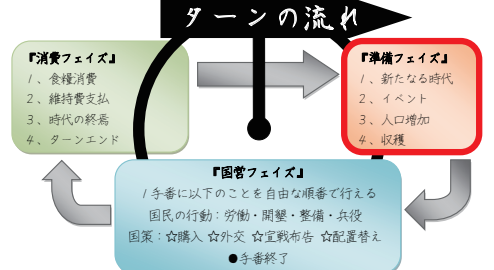 ターンの流れ
『消費フェイズ』
1、食糧消費
2、維持費支払
3、時代の終焉
4、ターンエンド
『準備フェイズ』
1、新たなる時代
2、イベント
3、人口増加
4、収穫
『国営フェイズ』
1手番に以下のことを自由な順番で行える
国民の行動：労働・開墾・整備・兵役
国策：☆購入 ☆外交 ☆宣戦布告 ☆配置替え
●手番終了